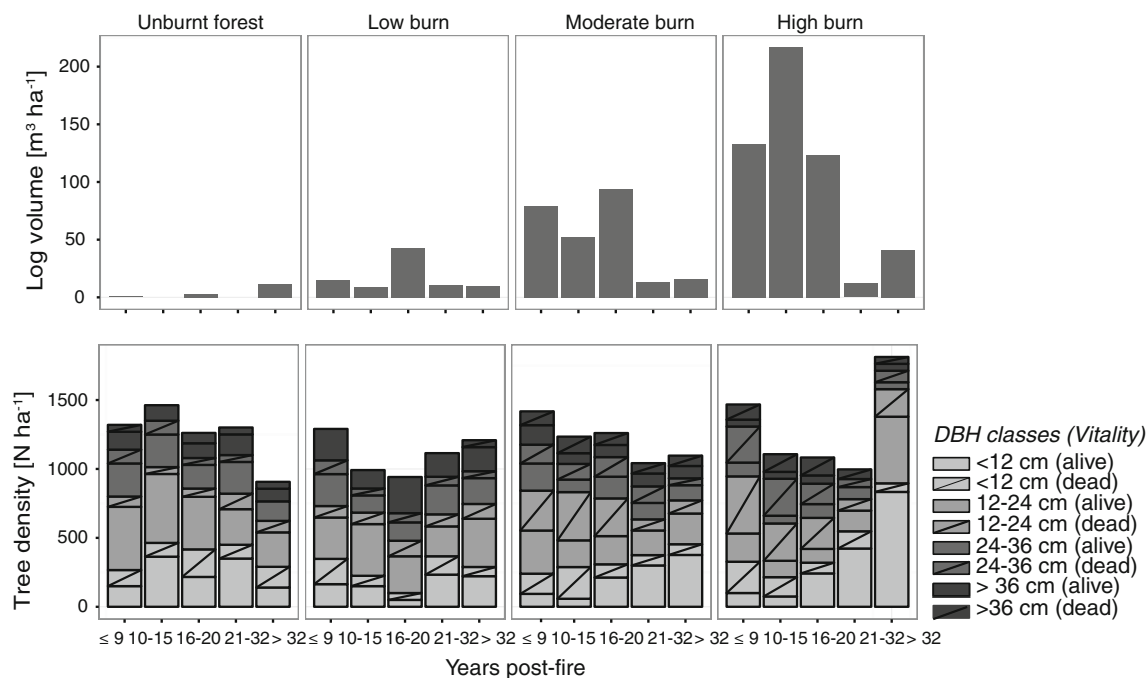 Unburnt forest Low burn Moderate burn High burn
Log volume [m³ ha⁻¹]
200
150
100
50
0
Tree density [N ha⁻¹]
1500
1000
500
0
≤ 9 10-15 16-20 21-32 > 32 ≤ 9 10-15 16-20 21-32 > 32 ≤ 9 10-15 16-20 21-32 > 32 ≤ 9 10-15 16-20 21-32 > 32
Years post-fire
DBH classes (Vitality)
<12 cm (alive)
<12 cm (dead)
12-24 cm (alive)
12-24 cm (dead)
24-36 cm (alive)
24-36 cm (dead)
> 36 cm (alive)
>36 cm (dead)